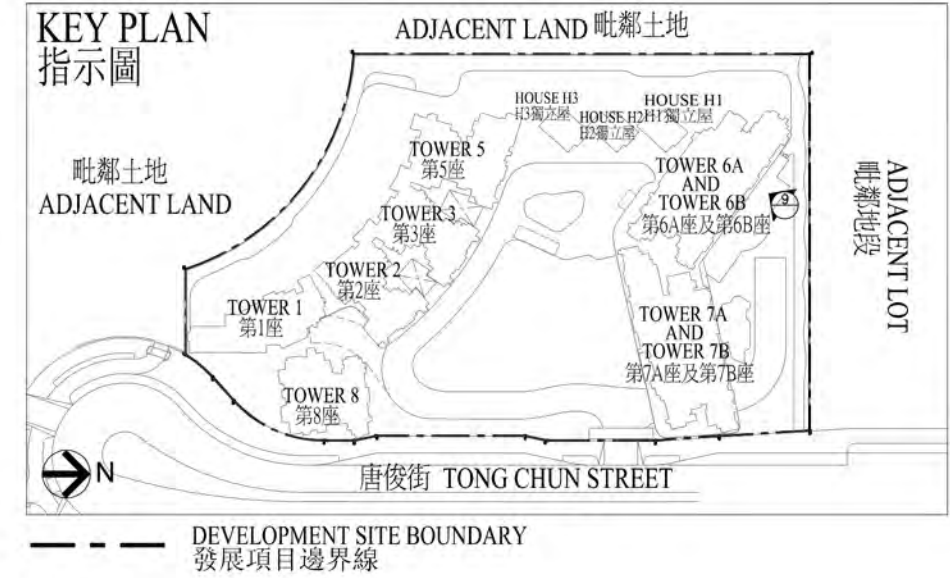 KEY PLAN
指示圖
ADJACENT LAND 毗鄰土地
毗鄰土地
ADJACENT LAND
HOUSE H3
H3獨立屋
HOUSE H2
H2獨立屋
HOUSE H1
H1獨立屋
TOWER 5
第5座
TOWER 3
第3座
TOWER 2
第2座
TOWER 1
第1座
TOWER 8
第8座
TOWER 6A
AND
TOWER 6B
第6A座及第6B座
9
TOWER 7A
AND
TOWER 7B
第7A座及第7B座
ADJACENT LOT
毗鄰地段
N
唐俊街 TONG CHUN STREET
DEVELOPMENT SITE BOUNDARY
發展項目邊界線